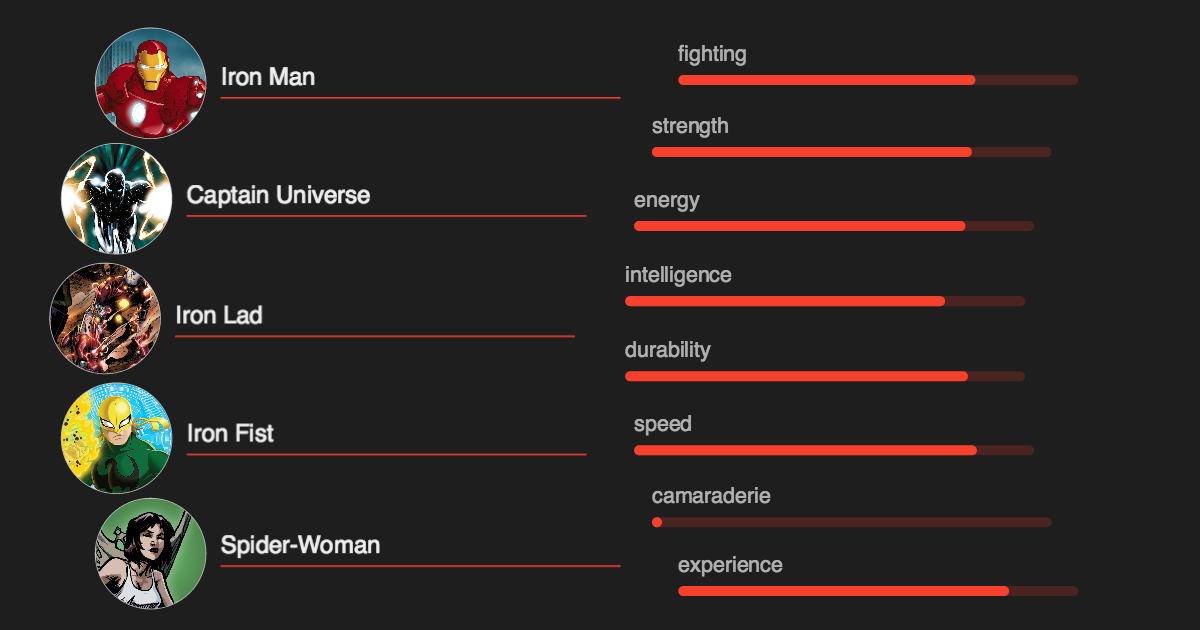 Iron Man
Captain Universe
Iron Lad
Iron Fist
Spider-Woman
fighting
strength
energy
intelligence
durability
speed
camaraderie
experience